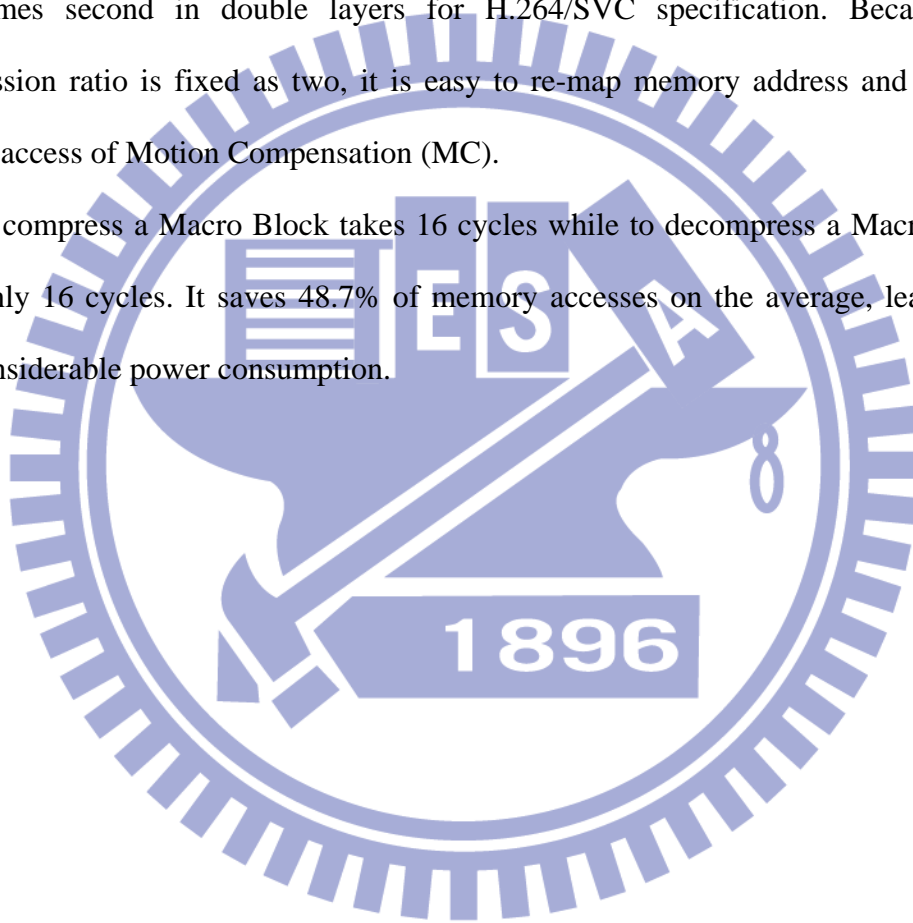 mes second in double layers for H.264/SVC specification. Beca
ssion ratio is fixed as two, it is easy to re-map memory address and
access of Motion Compensation (MC).
compress a Macro Block takes 16 cycles while to decompress a Macr
nly 16 cycles. It saves 48.7% of memory accesses on the average, lea
nsiderable power consumption.
E S A
1896